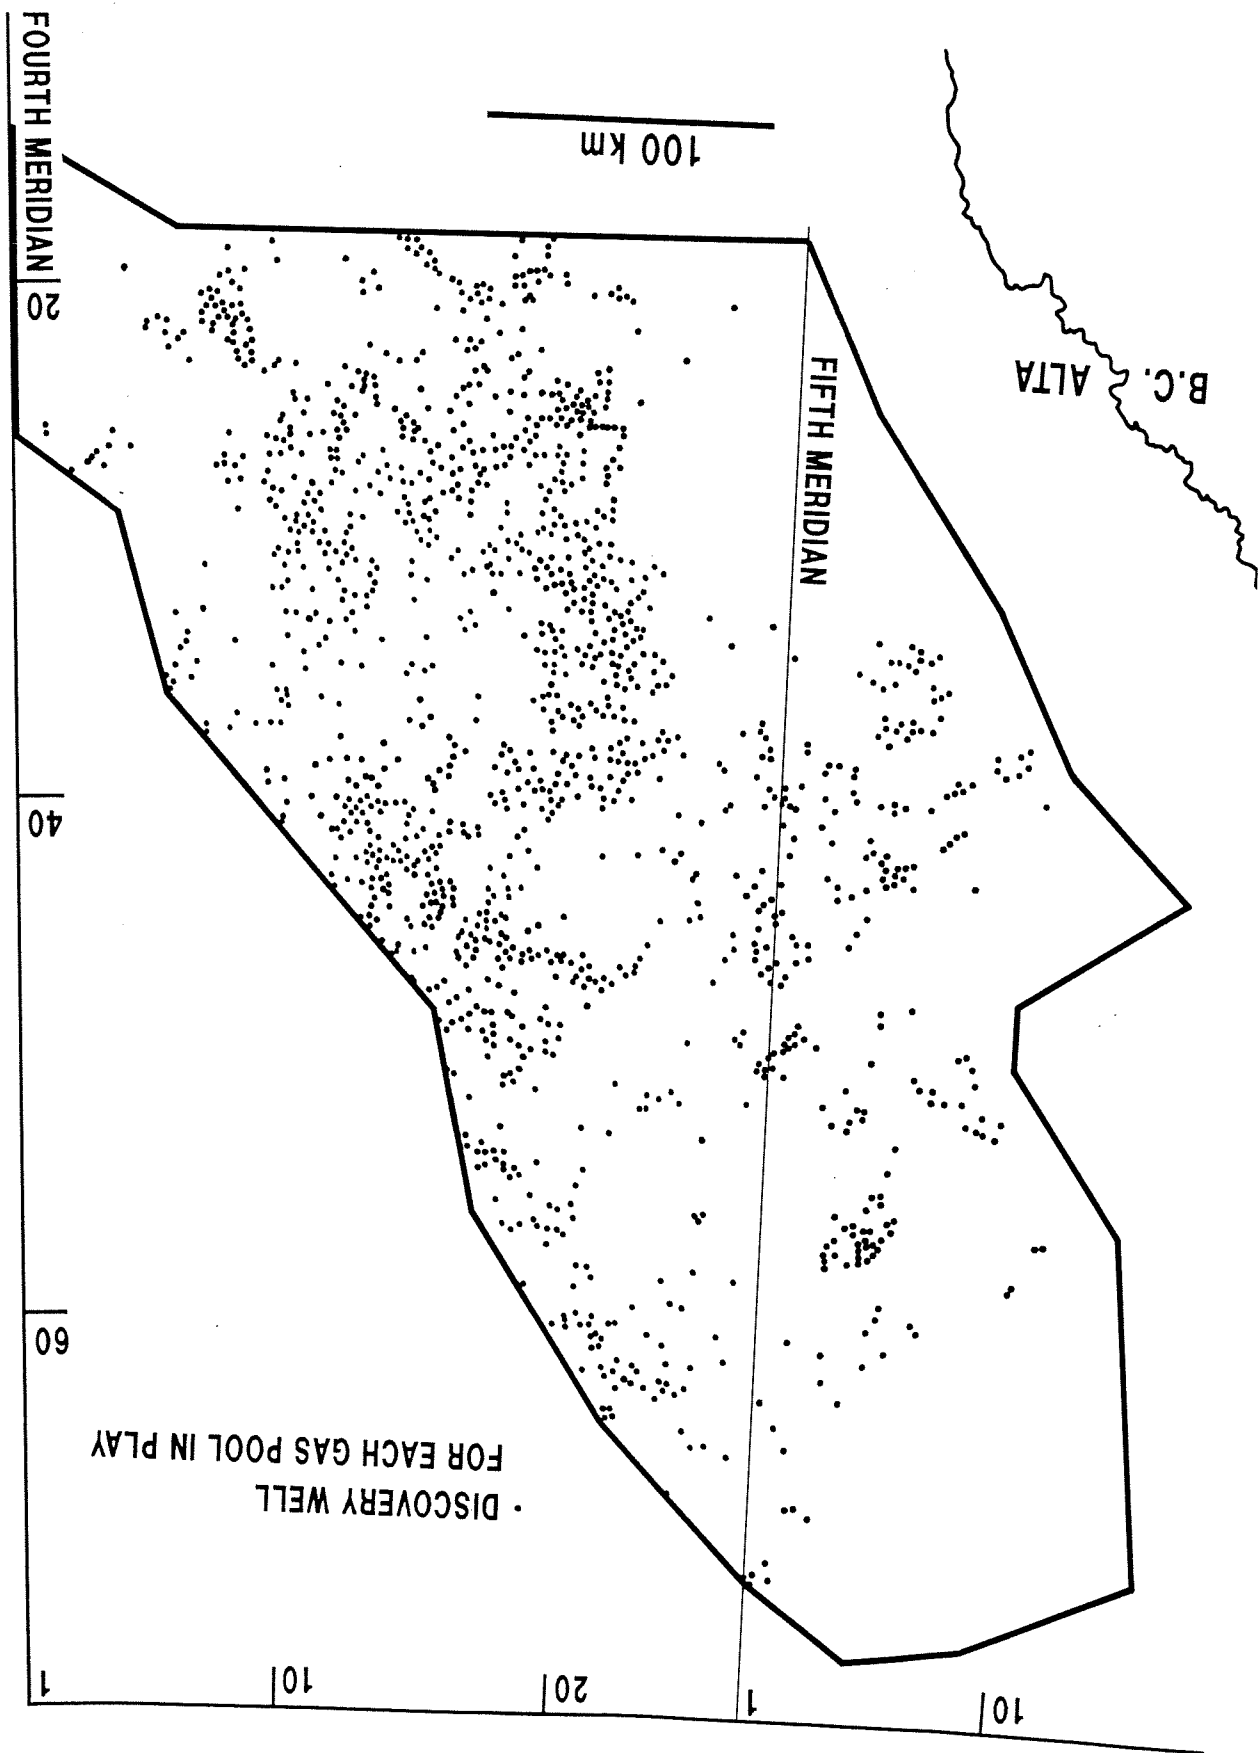 10
1
20
10
1
• DISCOVERY WELL
FOR EACH GAS POOL IN PLAY
60
40
FIFTH MERIDIAN
B.C.
ALTA
20
FOURTH MERIDIAN
100 km